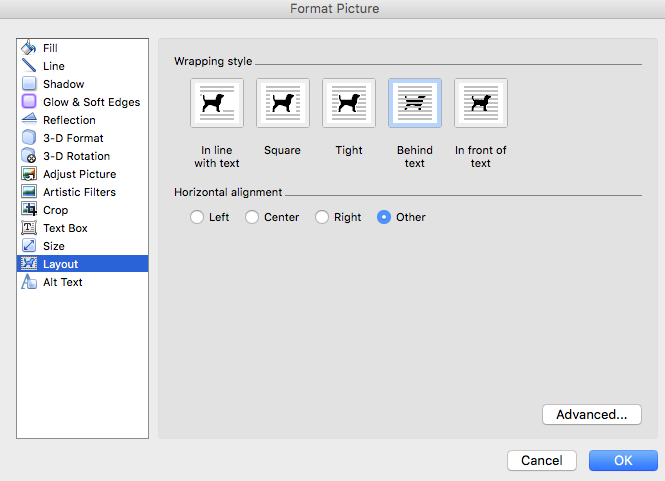 Format Picture
Fill
Line
Shadow
Glow & Soft Edges
Reflection
3-D Format
3-D Rotation
Adjust Picture
Artistic Filters
Crop
Text Box
Size
Layout
Alt Text
Wrapping style
In line
with text
Square
Tight
Behind
text
In front of
text
Horizontal alignment
Left
Center
Right
Other
Advanced...
Cancel
OK